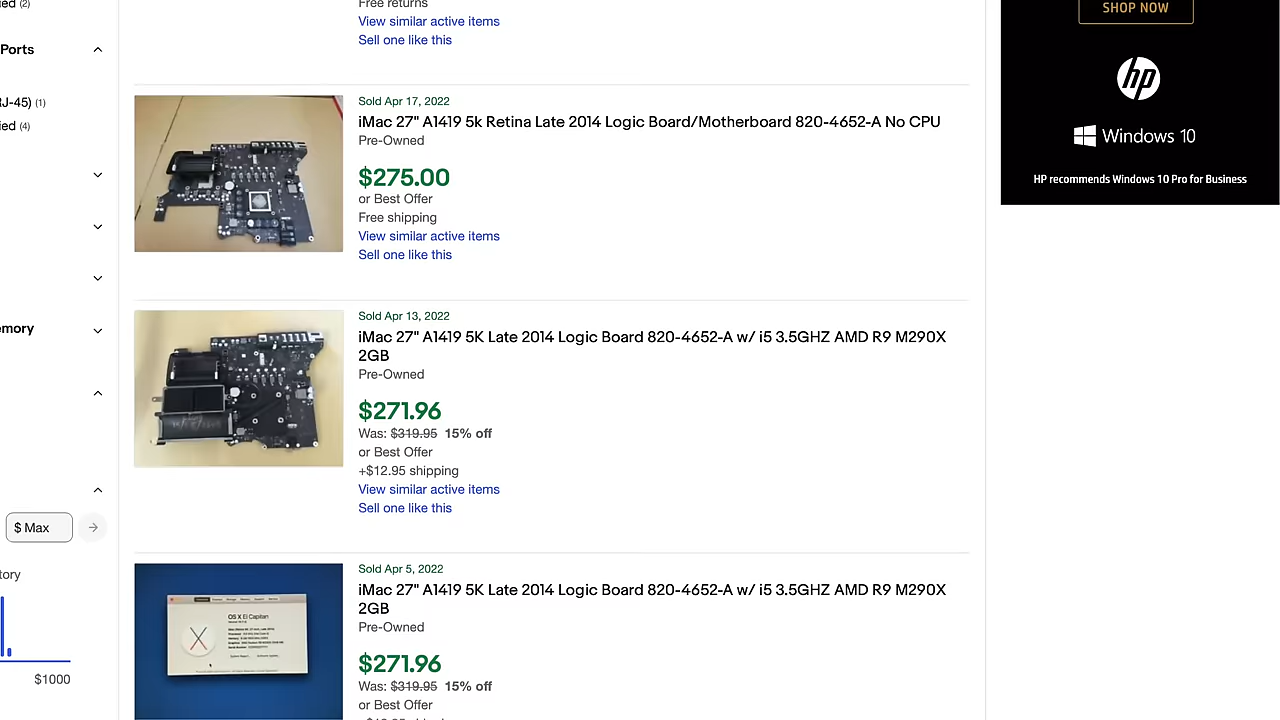 (2)
Ports
(1)
(4)
$ Max
$1000
Free returns
View similar active items
Sell one like this
Sold Apr 17, 2022
iMac 27" A1419 5k Retina Late 2014 Logic Board/Motherboard 820-4652-A No CPU
Pre-Owned
$275.00
or Best Offer
Free shipping
View similar active items
Sell one like this
Sold Apr 13, 2022
iMac 27" A1419 5K Late 2014 Logic Board 820-4652-A w/ i5 3.5GHZ AMD R9 M290X
2GB
Pre-Owned
$271.96
Was: $319.95 15% off
or Best Offer
+$12.95 shipping
View similar active items
Sell one like this
Sold Apr 5, 2022
iMac 27" A1419 5K Late 2014 Logic Board 820-4652-A w/ i5 3.5GHZ AMD R9 M290X
2GB
Pre-Owned
$271.96
Was: $319.95 15% off
or Best Offer
OS X El Capitan
SHOP NOW
hp
Windows 10
HP recommends Windows 10 Pro for Business